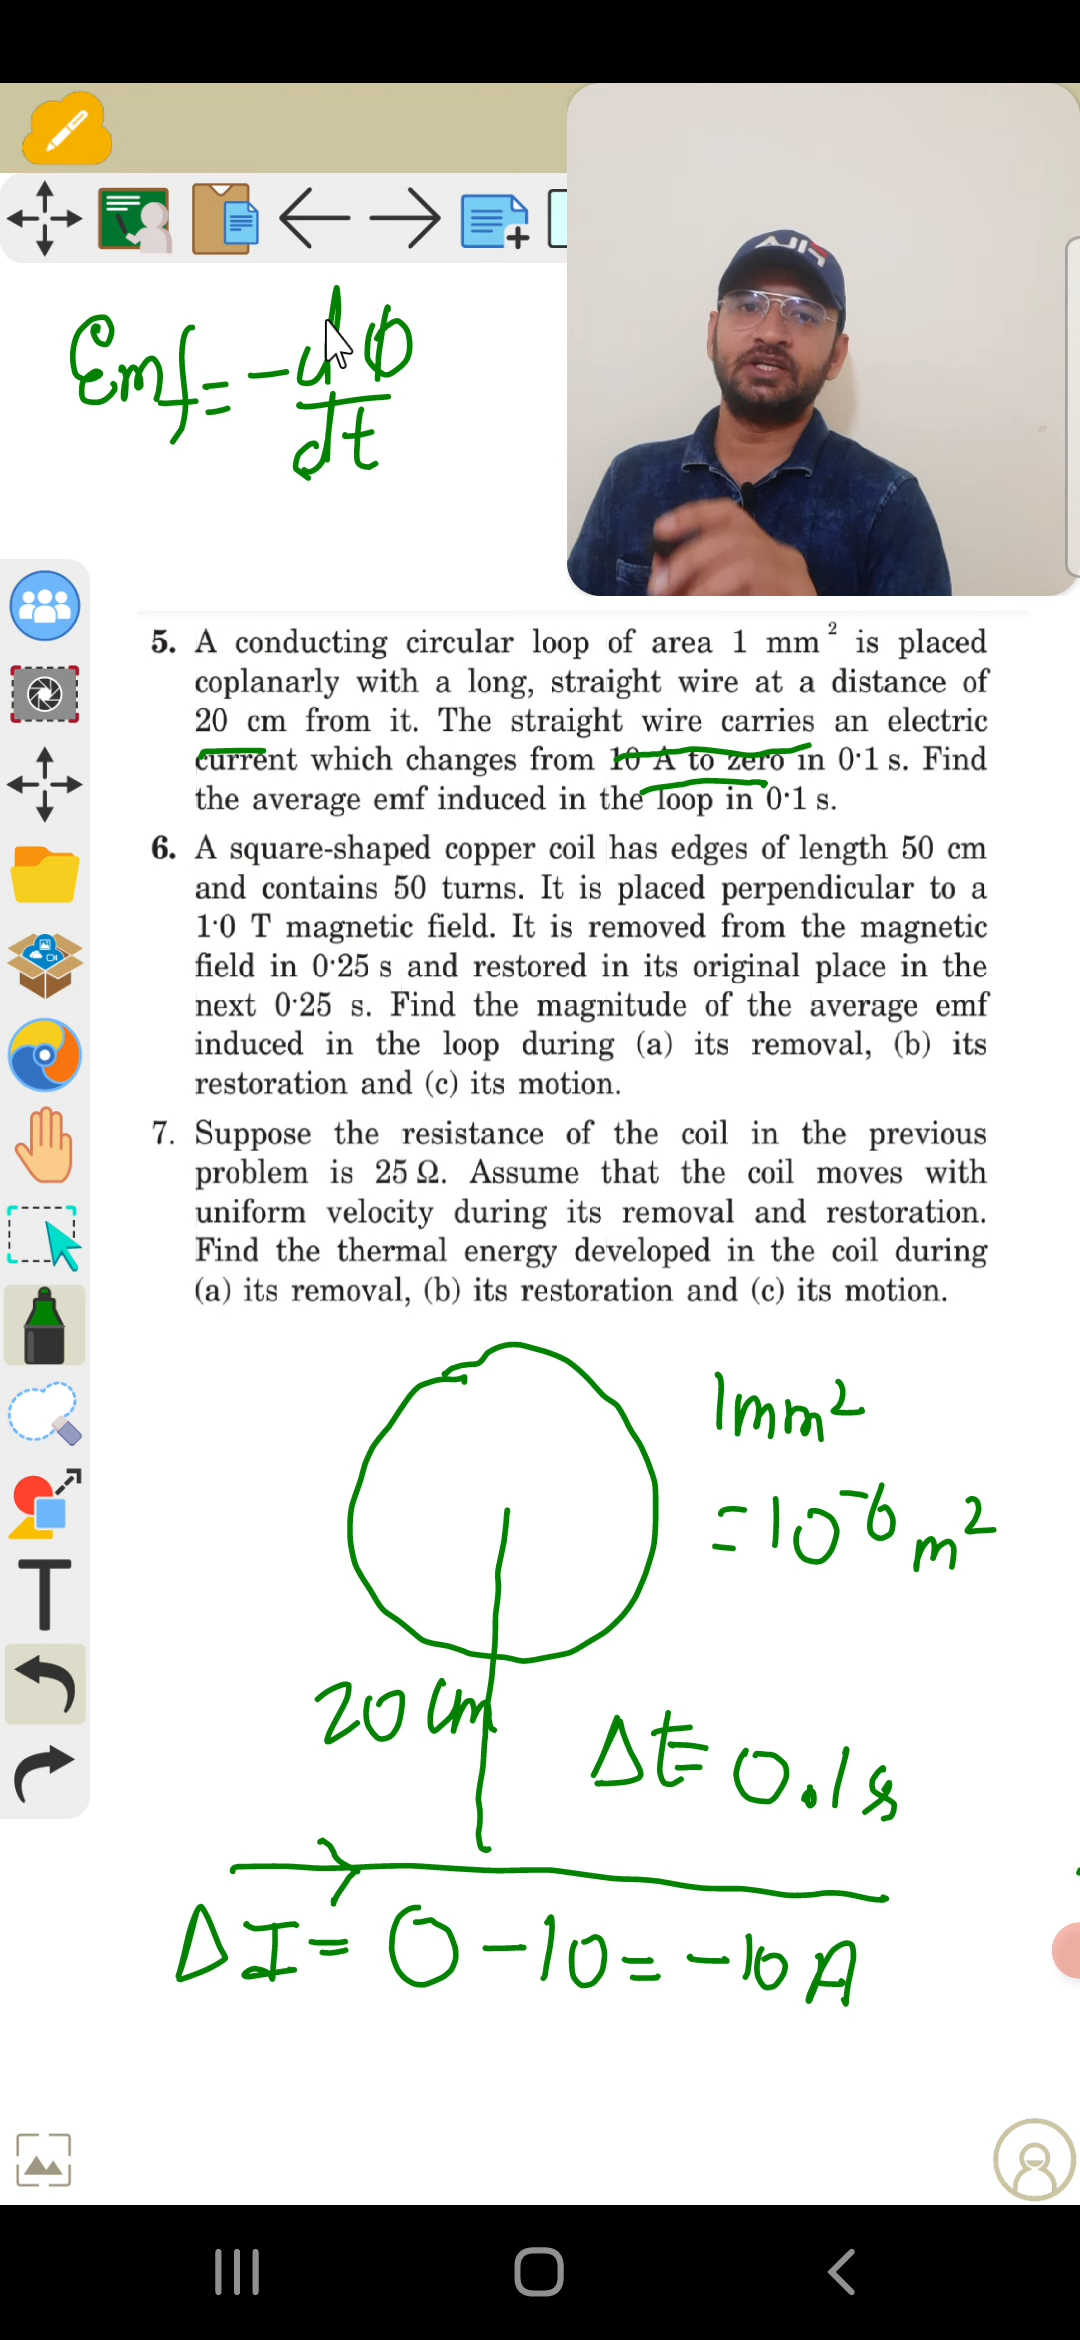 Emf = - dϕ
dt
5. A conducting circular loop of area 1 mm² is placed
coplanarly with a long, straight wire at a distance of
20 cm from it. The straight wire carries an electric
current which changes from 10 A to zero in 0·1 s. Find
the average emf induced in the loop in 0·1 s.
6. A square-shaped copper coil has edges of length 50 cm
and contains 50 turns. It is placed perpendicular to a
1·0 T magnetic field. It is removed from the magnetic
field in 0·25 s and restored in its original place in the
next 0·25 s. Find the magnitude of the average emf
induced in the loop during (a) its removal, (b) its
restoration and (c) its motion.
7. Suppose the resistance of the coil in the previous
problem is 25 Ω. Assume that the coil moves with
uniform velocity during its removal and restoration.
Find the thermal energy developed in the coil during
(a) its removal, (b) its restoration and (c) its motion.
1mm²
= 10⁻⁶ m²
20 cm
Δt = 0.1 s
ΔI = 0 - 10 = -10 A